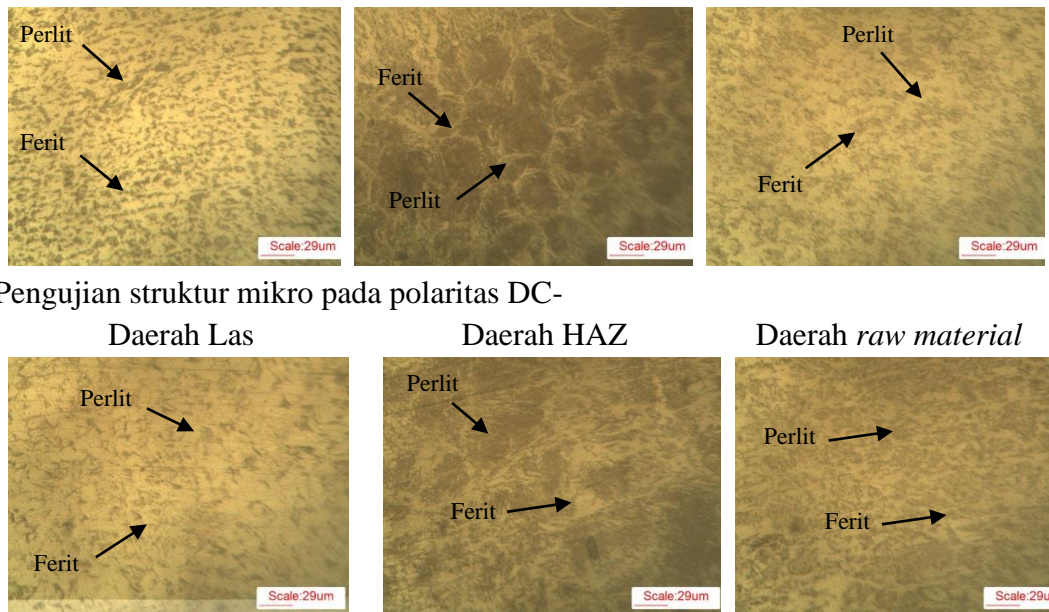 Perlit
Ferit
Scale:29um
Ferit
Perlit
Scale:29um
Perlit
Ferit
Scale:29um
Pengujian struktur mikro pada polaritas DC-
Daerah Las Daerah HAZ Daerah raw material
Perlit
Ferit
Scale:29um
Perlit
Ferit
Scale:29um
Perlit
Ferit
Scale:29u